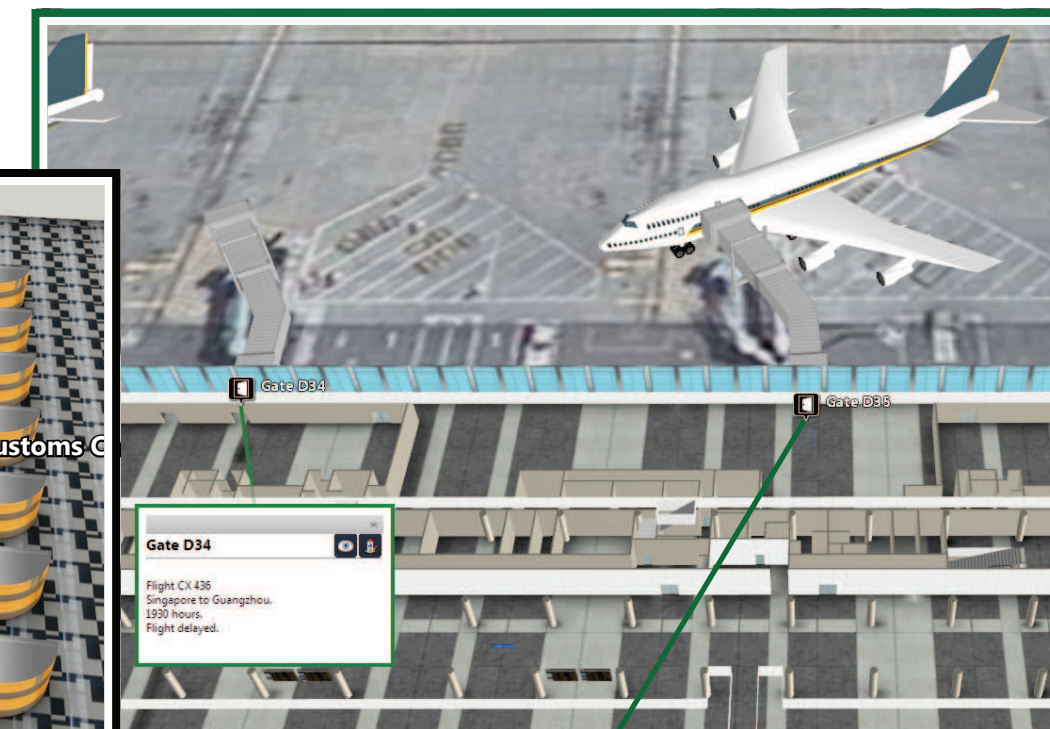 Gate D34
Gate D35
ustoms C
Gate D34
Flight CX 436
Singapore to Guangzhou.
1930 hours.
Flight delayed.